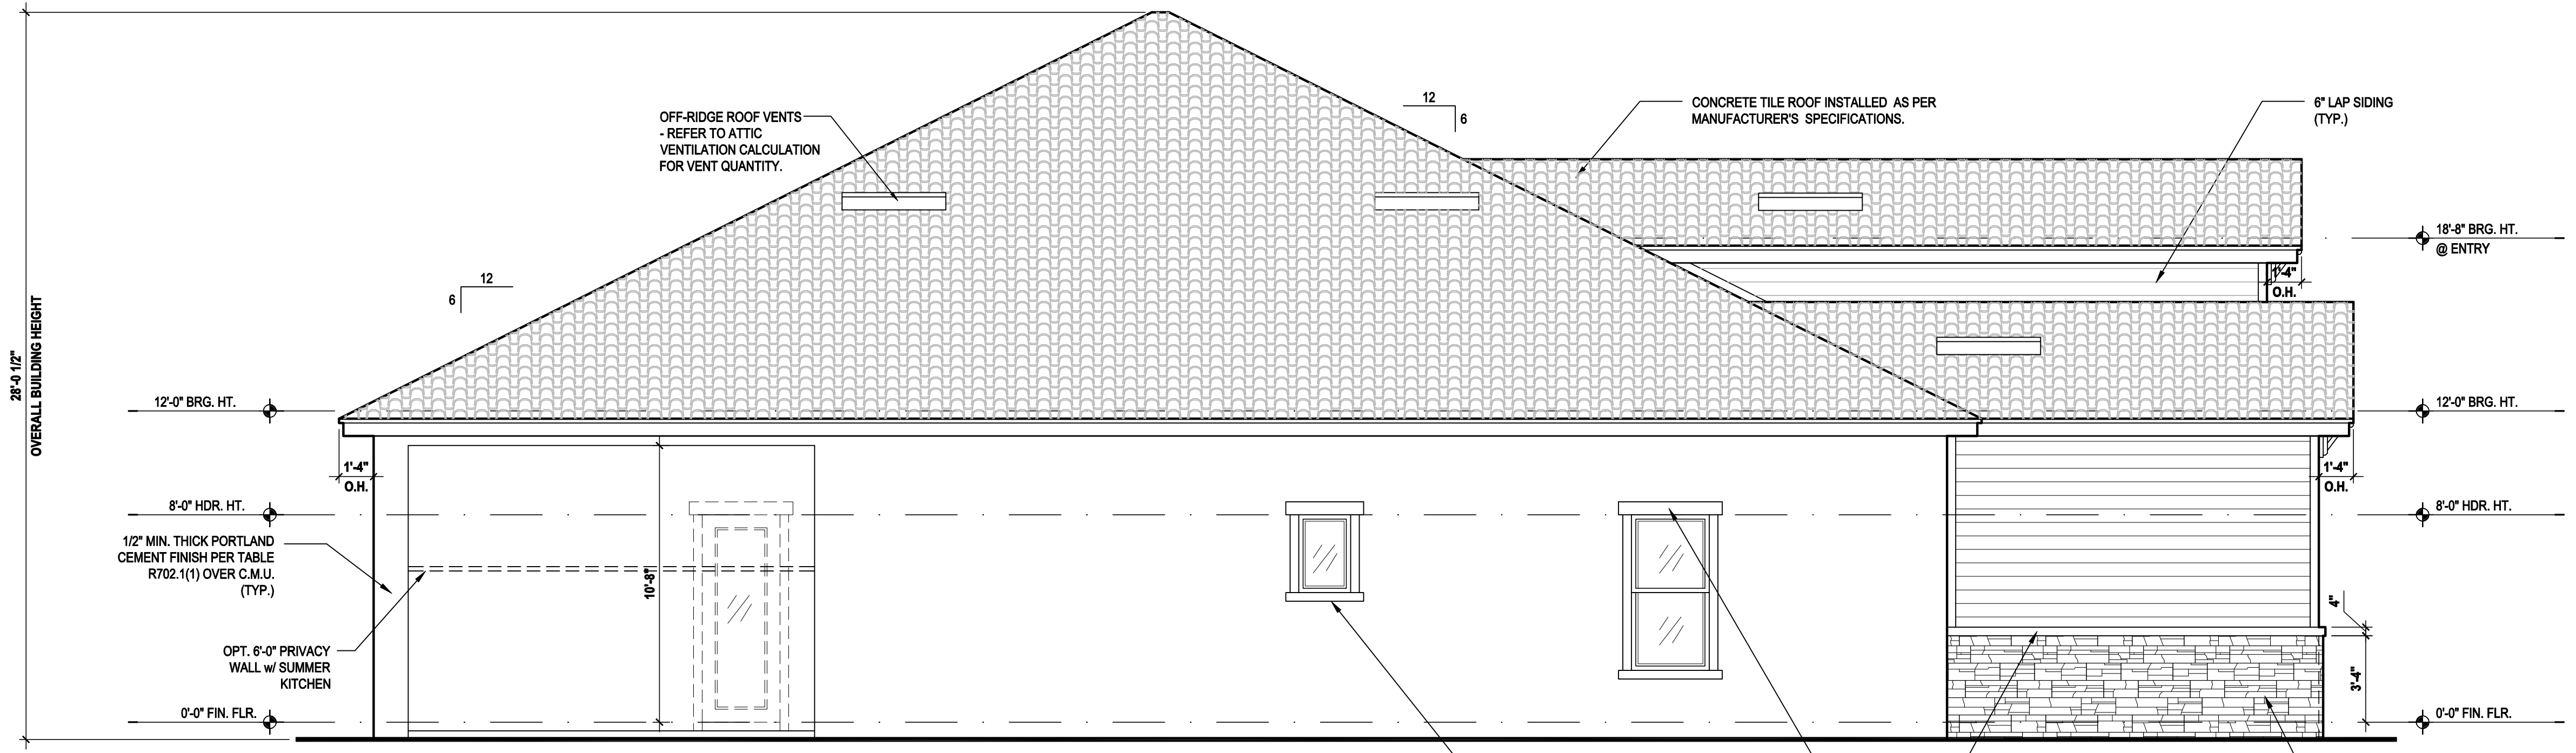 28'-0 1/2"
OVERALL BUILDING HEIGHT
OFF-RIDGE ROOF VENTS
- REFER TO ATTIC
VENTILATION CALCULATION
FOR VENT QUANTITY.
12
6
CONCRETE TILE ROOF INSTALLED AS PER
MANUFACTURER'S SPECIFICATIONS.
6" LAP SIDING
(TYP.)
18'-8" BRG. HT.
@ ENTRY
1'-4"
O.H.
12
6
12'-0" BRG. HT.
12'-0" BRG. HT.
1'-4"
O.H.
1'-4"
O.H.
8'-0" HDR. HT.
8'-0" HDR. HT.
1/2" MIN. THICK PORTLAND
CEMENT FINISH PER TABLE
R702.1(1) OVER C.M.U.
(TYP.)
10'-8"
4"
OPT. 6'-0" PRIVACY
WALL w/ SUMMER
KITCHEN
3'-4"
0'-0" FIN. FLR.
0'-0" FIN. FLR.